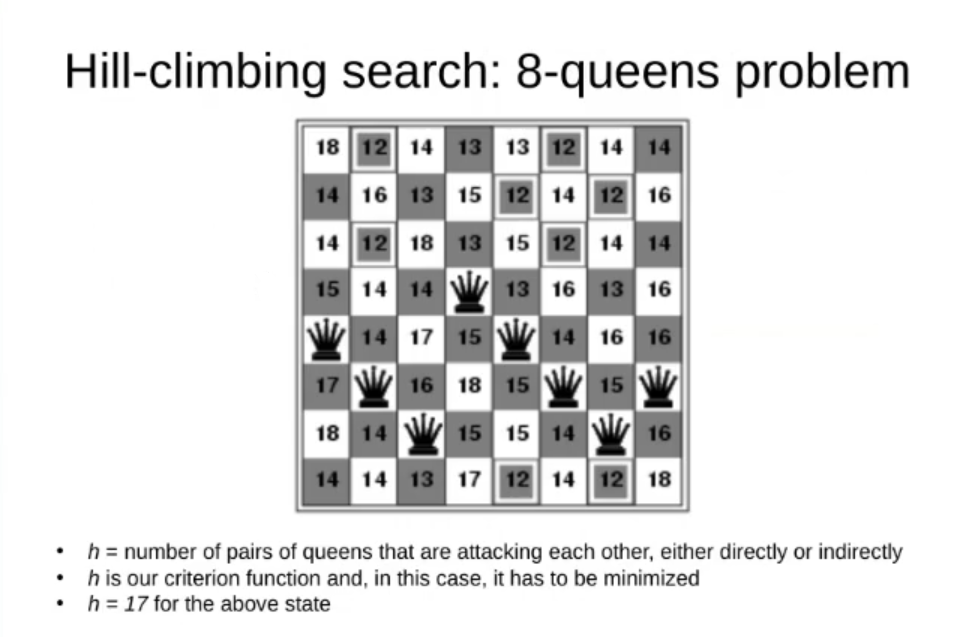 Hill-climbing search: 8-queens problem
18 12 14 13 13 12 14 14
14 16 13 15 12 14 12 16
14 12 18 13 15 12 14 14
15 14 14 13 16 13 16
14 17 15 14 16 16
17 16 18 15 15
18 14 15 15 14 16
14 14 13 17 12 14 12 18
• h = number of pairs of queens that are attacking each other, either directly or indirectly
• h is our criterion function and, in this case, it has to be minimized
• h = 17 for the above state